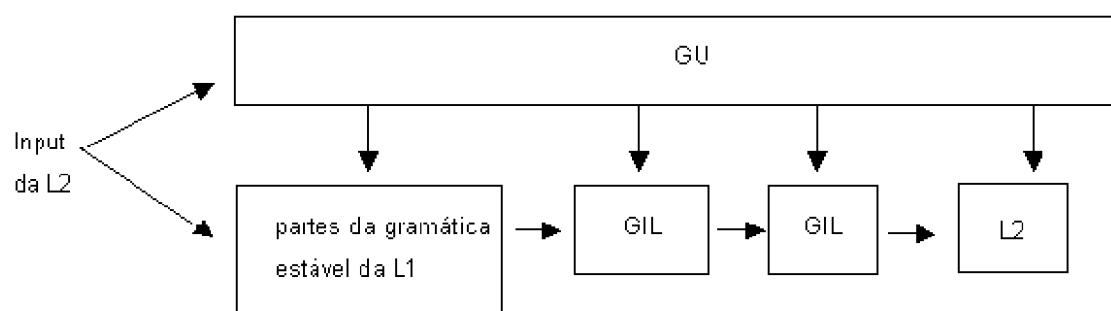 GU
Input
da L2
partes da gramática
estável da L1
GIL
GIL
L2